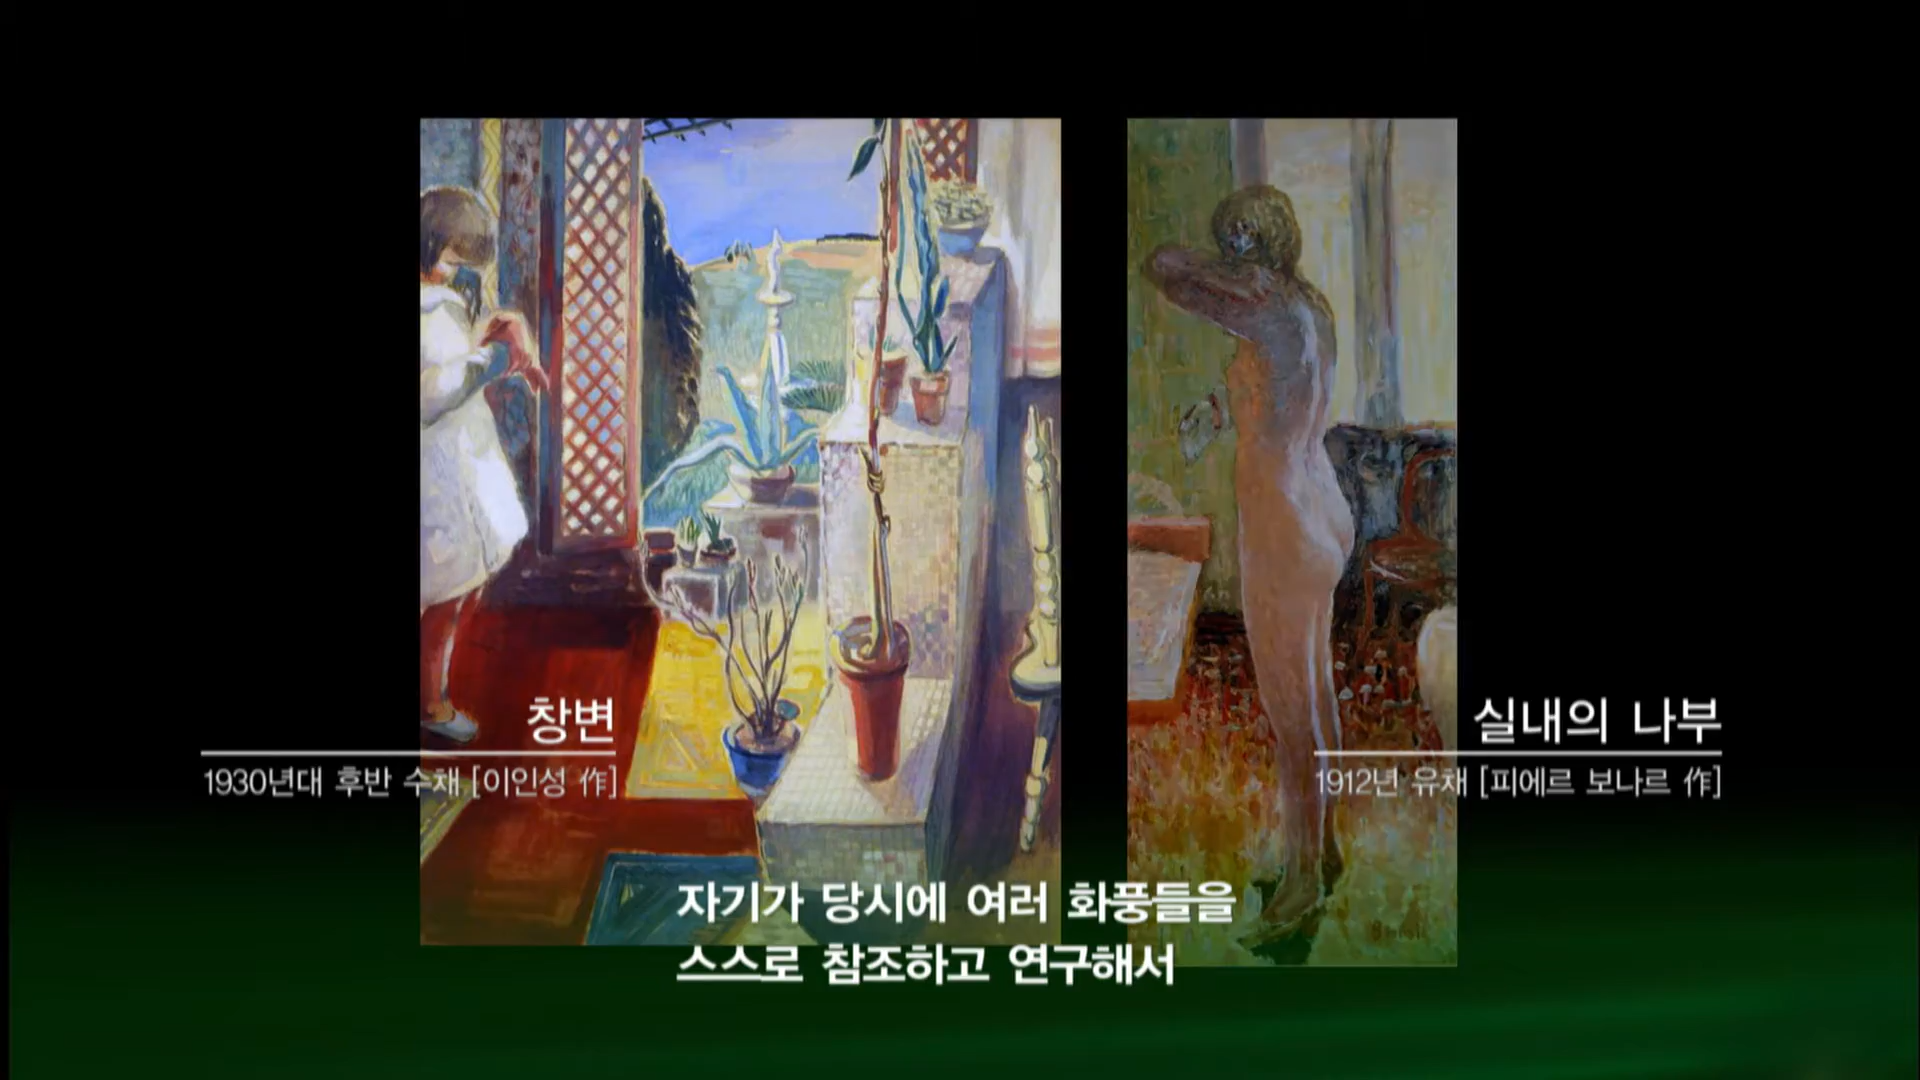 창변
1930년대 후반 수채 [이인성 作]
실내의 나부
1912년 유채 [피에르 보나르 作]
자기가 당시에 여러 화풍들을
스스로 참조하고 연구해서